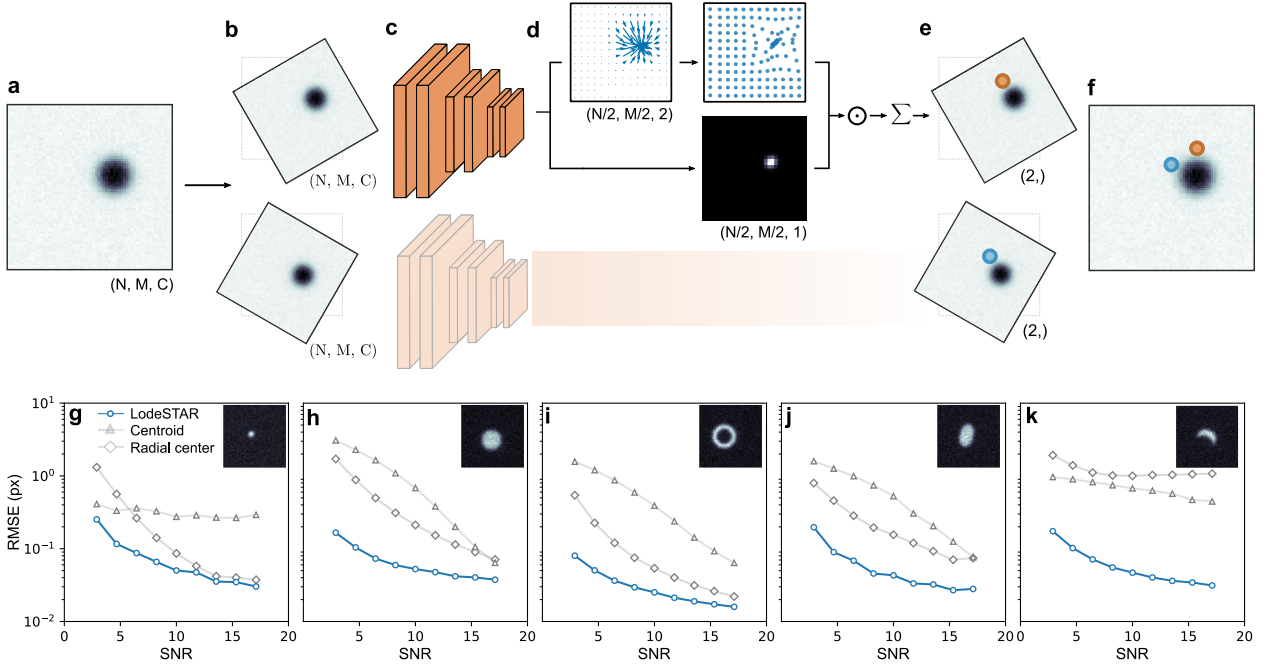 a
(N, M, C)
b
(N, M, C)
(N, M, C)
c
d
(N/2, M/2, 2)
(N/2, M/2, 1)
⊙
∑
e
(2,)
(2,)
f
g
LodeSTAR
Centroid
Radial center
h
i
j
k
RMSE (px)
10¹
10⁰
10⁻¹
10⁻²
0 5 10 15 20
0 5 10 15 20
0 5 10 15 20
0 5 10 15 20
0 5 10 15 20
SNR
SNR
SNR
SNR
SNR